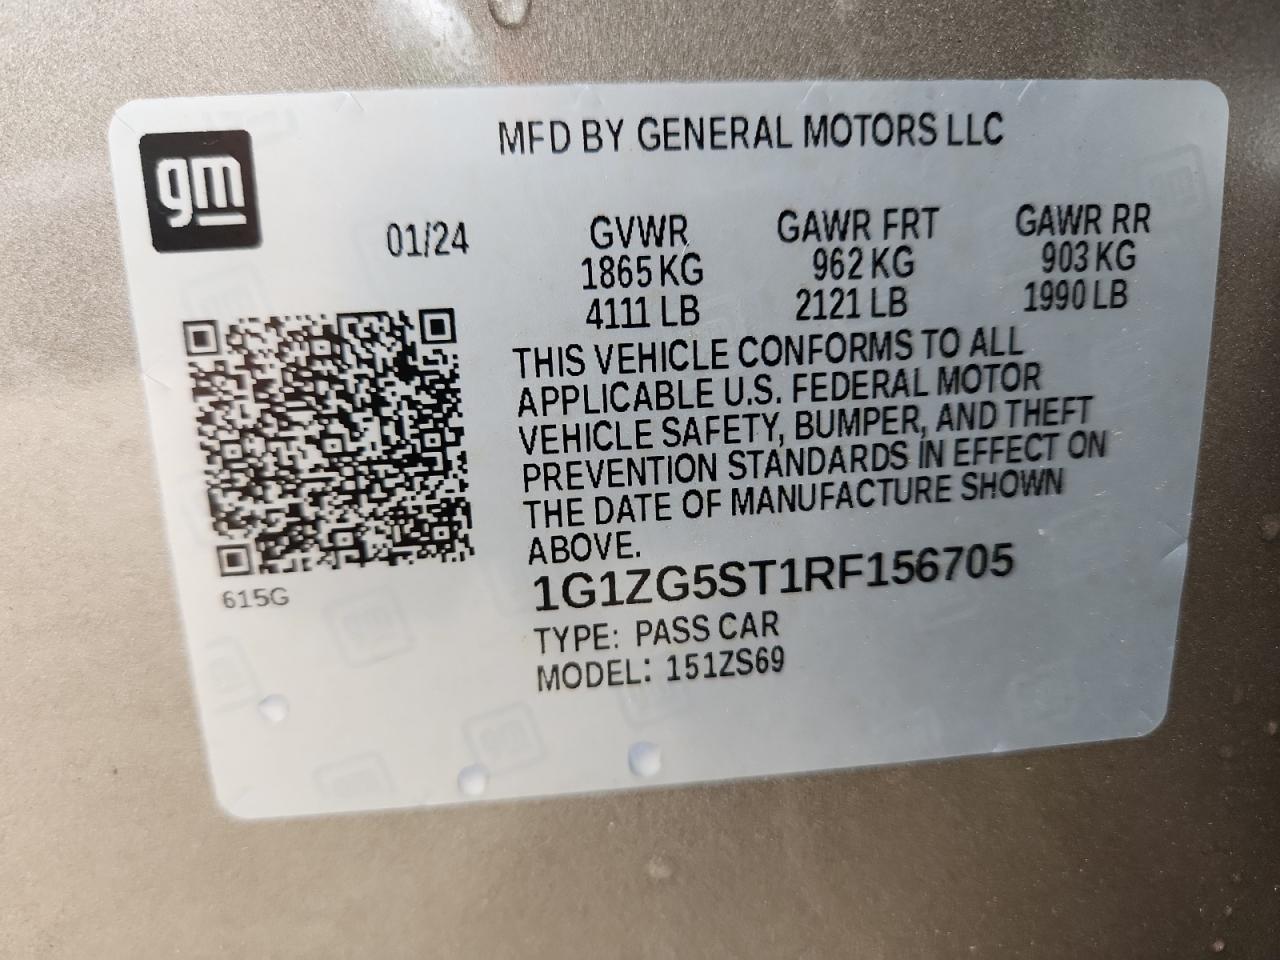 gm
MFD BY GENERAL MOTORS LLC
01/24
GVWR GAWR FRT GAWR RR
1865 KG 962 KG 903 KG
4111 LB 2121 LB 1990 LB
THIS VEHICLE CONFORMS TO ALL
APPLICABLE U.S. FEDERAL MOTOR
VEHICLE SAFETY, BUMPER, AND THEFT
PREVENTION STANDARDS IN EFFECT ON
THE DATE OF MANUFACTURE SHOWN
ABOVE.
1G1ZG5ST1RF156705
615G
TYPE: PASS CAR
MODEL: 151ZS69